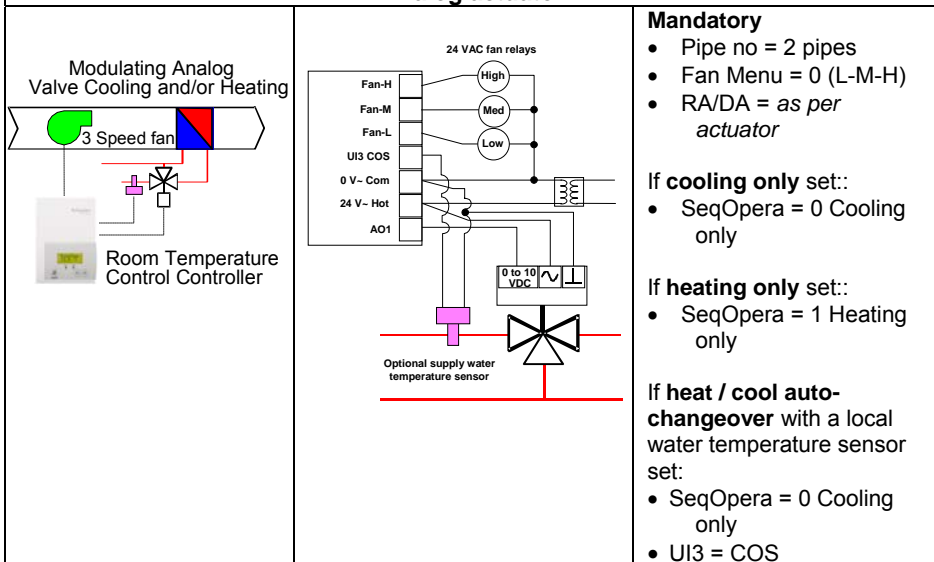 Modulating Analog
Valve Cooling and/or Heating
3 Speed fan
Room Temperature
Control Controller
24 VAC fan relays
Fan-H
High
Fan-M
Med
Fan-L
Low
UI3 COS
0 V~ Com
24 V~ Hot
AO1
0 to 10
VDC
Optional supply water
temperature sensor
Mandatory
• Pipe no = 2 pipes
• Fan Menu = 0 (L-M-H)
• RA/DA = as per
actuator
If cooling only set::
• SeqOpera = 0 Cooling
only
If heating only set::
• SeqOpera = 1 Heating
only
If heat / cool auto-
changeover with a local
water temperature sensor
set:
• SeqOpera = 0 Cooling
only
• UI3 = COS